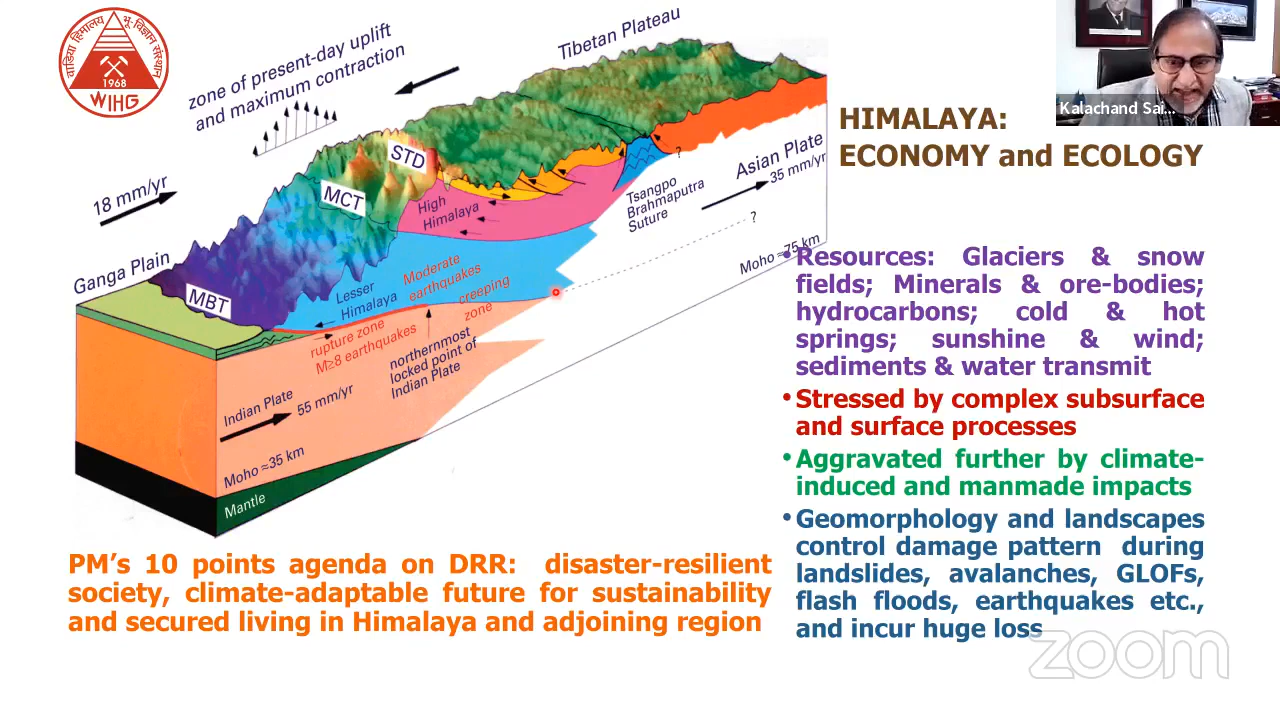 वाडिया हिमालय भू-विज्ञान संस्थान
1968
WIHG
zone of present-day uplift
and maximum contraction
Tibetan Plateau
Kalachand Sai...
HIMALAYA:
ECONOMY and ECOLOGY
STD
MCT
18 mm/yr
High
Himalaya
?
Asian Plate
35 mm/yr
Tsangpo
Brahmaputra
Suture
?
Moho ≈75 km
Ganga Plain
MBT
Lesser
Himalaya
Moderate
earthquakes
creeping
zone
rupture zone
M≥8 earthquakes
northernmost
locked point of
Indian Plate
Indian Plate
55 mm/yr
Moho ≈35 km
Mantle
• Resources: Glaciers & snow
fields; Minerals & ore-bodies;
hydrocarbons; cold & hot
springs; sunshine & wind;
sediments & water transmit
• Stressed by complex subsurface
and surface processes
• Aggravated further by climate-
induced and manmade impacts
• Geomorphology and landscapes
control damage pattern during
landslides, avalanches, GLOFs,
flash floods, earthquakes etc.,
and incur huge loss
PM's 10 points agenda on DRR: disaster-resilient
society, climate-adaptable future for sustainability
and secured living in Himalaya and adjoining region
zoom